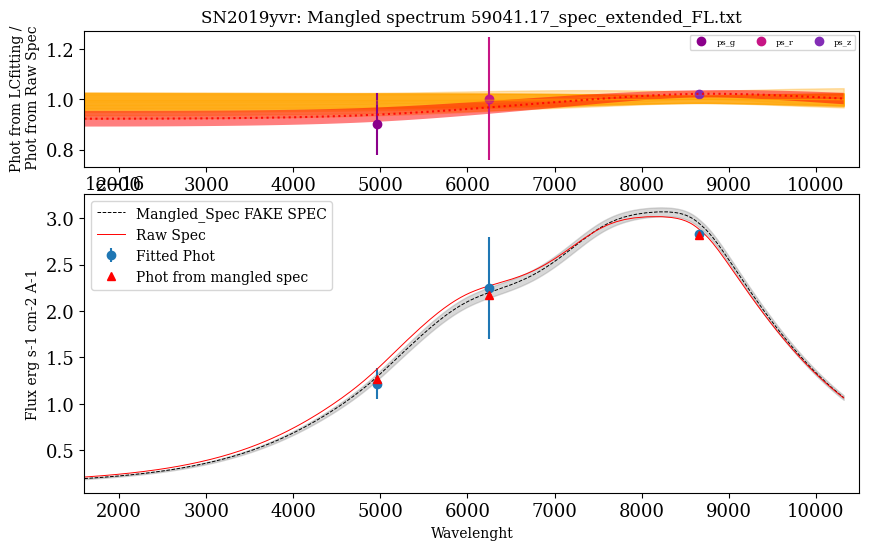 SN2019yvr: Mangled spectrum 59041.17_spec_extended_FL.txt
Phot from LCfitting /
Phot from Raw Spec
1.2
1.0
0.8
ps_g ps_r ps_z
2000 3000 4000 5000 6000 7000 8000 9000 10000
1e−16
Flux erg s-1 cm-2 A-1
3.0
2.5
2.0
1.5
1.0
0.5
Mangled_Spec FAKE SPEC
Raw Spec
Fitted Phot
Phot from mangled spec
2000 3000 4000 5000 6000 7000 8000 9000 10000
Wavelenght